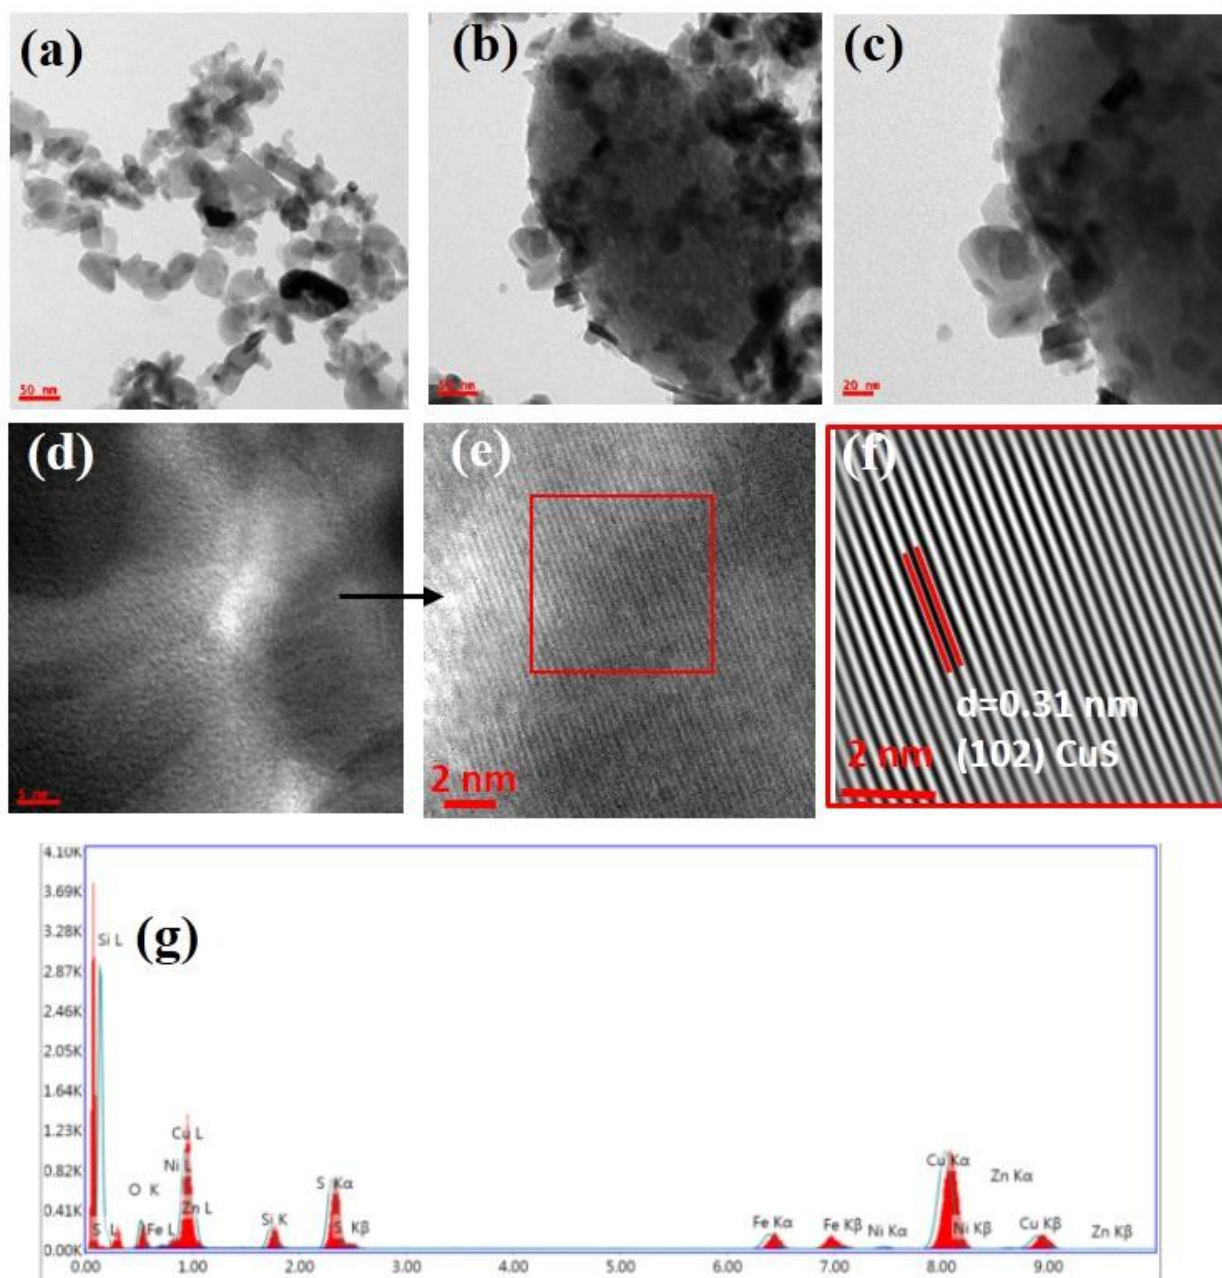 (a)
50 nm
(b)
50 nm
(c)
20 nm
(d)
5 nm
(e)
2 nm
(f)
d=0.31 nm
(102) CuS
2 nm
(g)
4.10K
3.69K
3.28K
2.87K
2.46K
2.05K
1.64K
1.23K
0.82K
0.41K
0.00K
Si L
Cu L
Ni L
O K
Zn L
S L
Fe L
Si K
S Kα
S Kβ
Fe Kα
Fe Kβ
Ni Kα
Cu Kα
Ni Kβ
Zn Kα
Cu Kβ
Zn Kβ
0.00 1.00 2.00 3.00 4.00 5.00 6.00 7.00 8.00 9.00